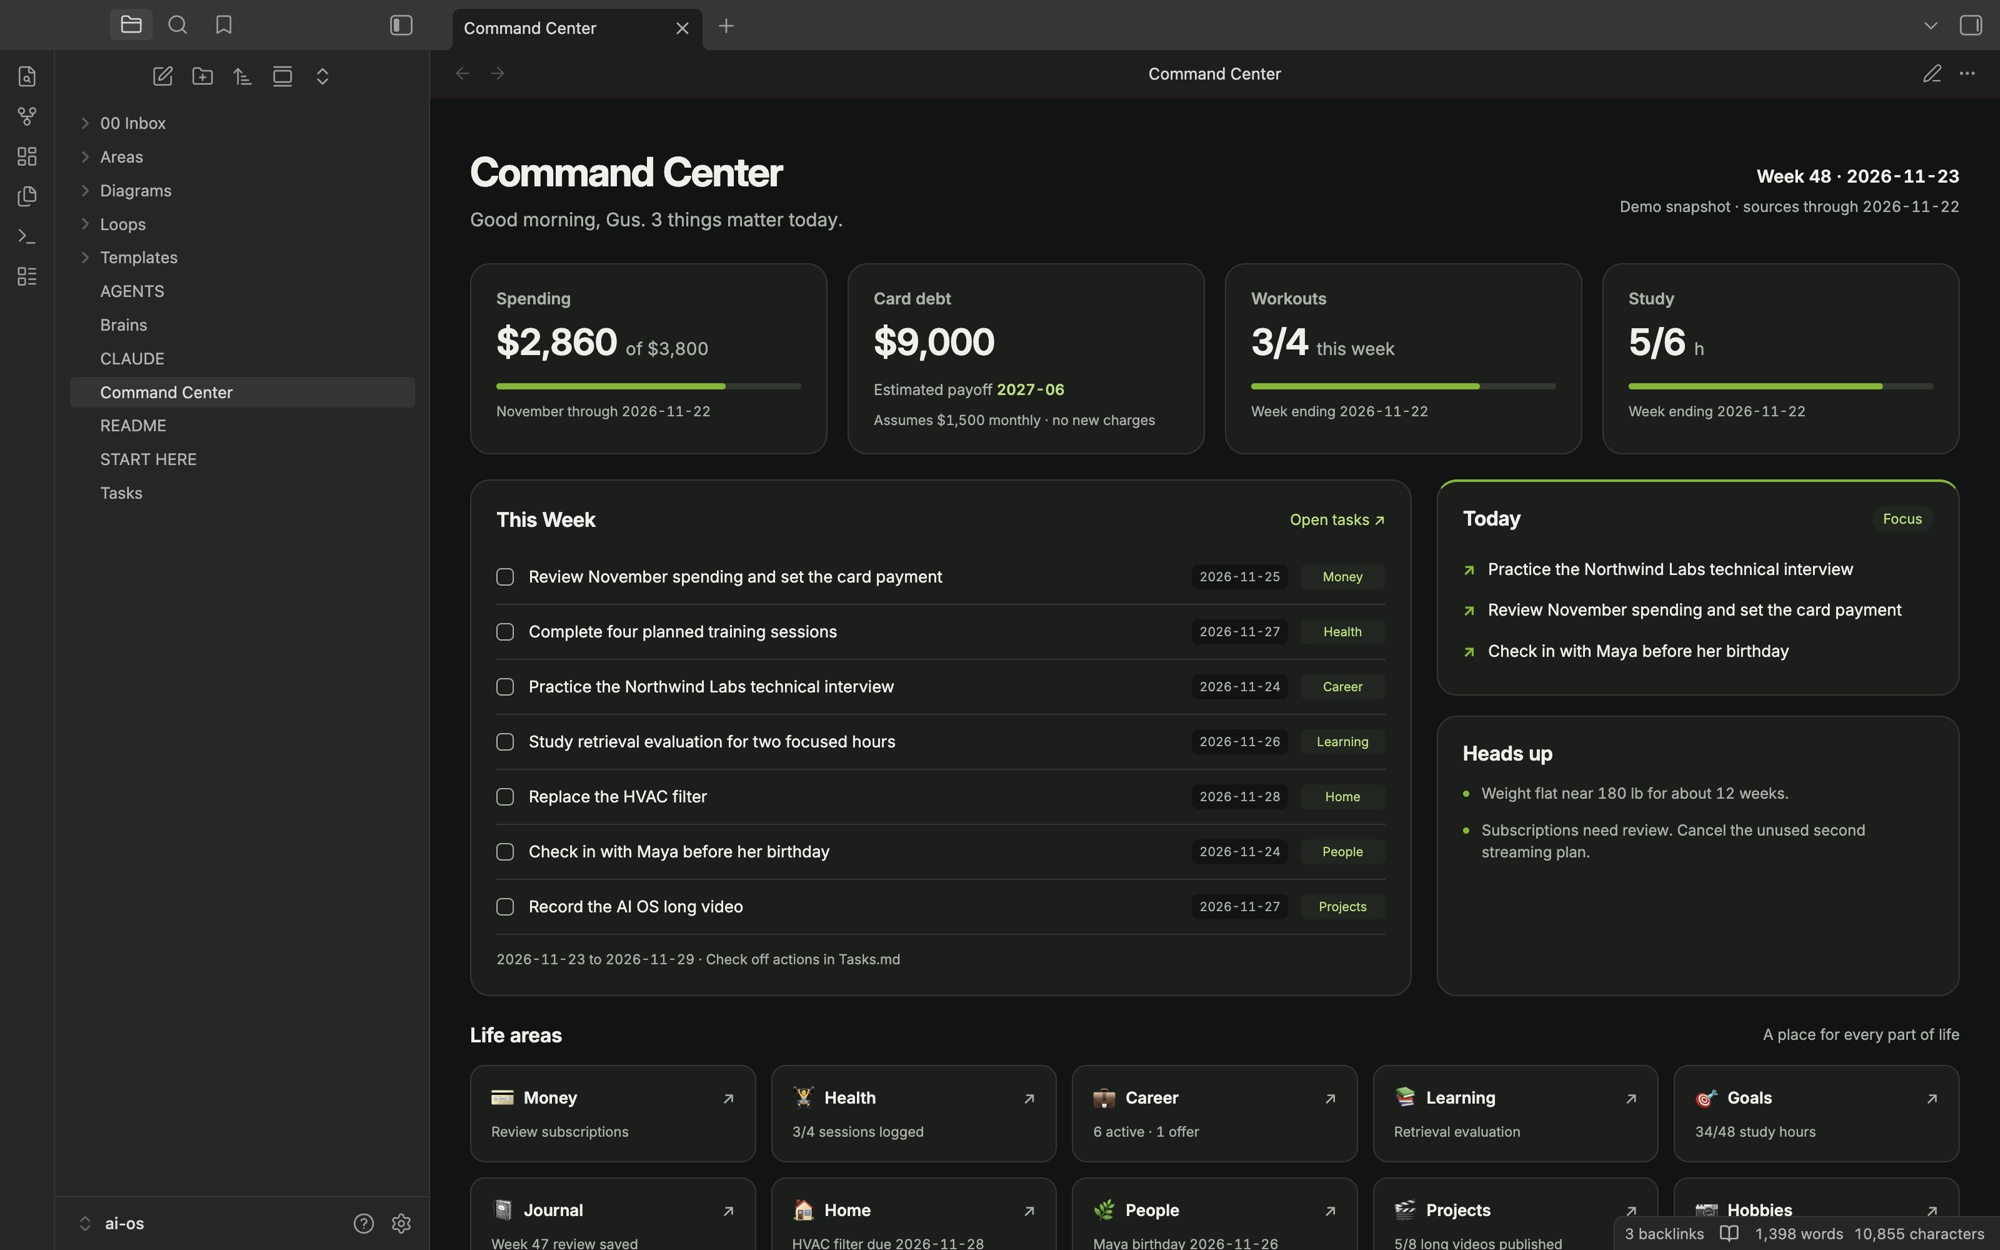 Command Center
Command Center
00 Inbox
Areas
Diagrams
Loops
Templates
AGENTS
Brains
CLAUDE
Command Center
README
START HERE
Tasks
ai-os
Command Center
Week 48 · 2026-11-23
Good morning, Gus. 3 things matter today.
Demo snapshot · sources through 2026-11-22
Spending
$2,860 of $3,800
November through 2026-11-22
Card debt
$9,000
Estimated payoff 2027-06
Assumes $1,500 monthly · no new charges
Workouts
3/4 this week
Week ending 2026-11-22
Study
5/6 h
Week ending 2026-11-22
This Week
Open tasks ↗
Review November spending and set the card payment 2026-11-25 Money
Complete four planned training sessions 2026-11-27 Health
Practice the Northwind Labs technical interview 2026-11-24 Career
Study retrieval evaluation for two focused hours 2026-11-26 Learning
Replace the HVAC filter 2026-11-28 Home
Check in with Maya before her birthday 2026-11-24 People
Record the AI OS long video 2026-11-27 Projects
2026-11-23 to 2026-11-29 · Check off actions in Tasks.md
Today
Focus
↗ Practice the Northwind Labs technical interview
↗ Review November spending and set the card payment
↗ Check in with Maya before her birthday
Heads up
• Weight flat near 180 lb for about 12 weeks.
• Subscriptions need review. Cancel the unused second
streaming plan.
Life areas
A place for every part of life
Money ↗
Review subscriptions
Health ↗
3/4 sessions logged
Career ↗
6 active · 1 offer
Learning ↗
Retrieval evaluation
Goals ↗
34/48 study hours
Journal ↗
Week 47 review saved
Home ↗
HVAC filter due 2026-11-28
People ↗
Maya birthday 2026-11-26
Projects ↗
5/8 long videos published
Hobbies ↗
3 backlinks 1,398 words 10,855 characters